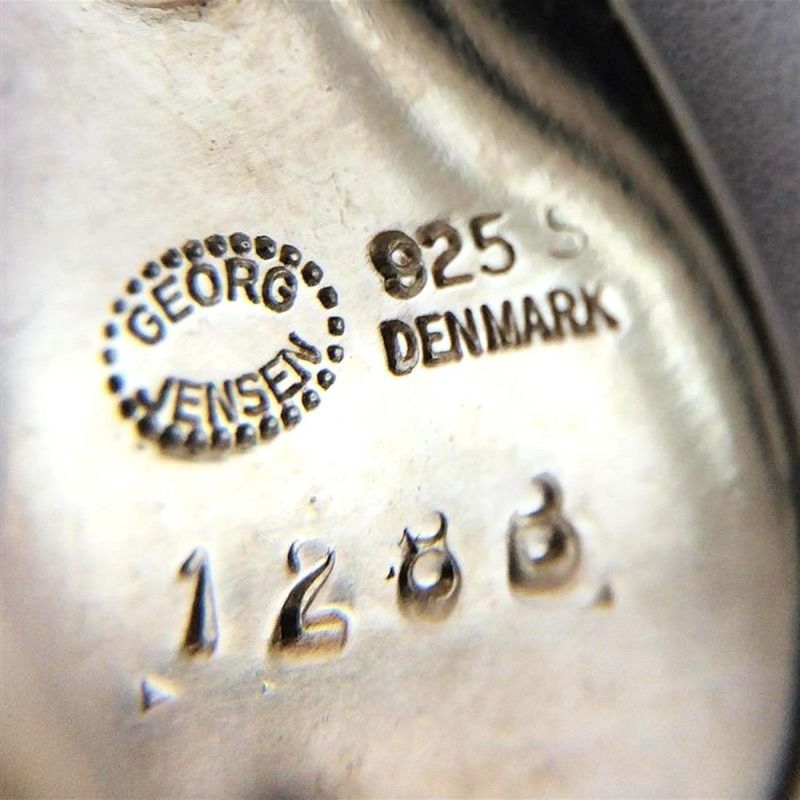 GEORG
JENSEN
925 S
DENMARK
1288